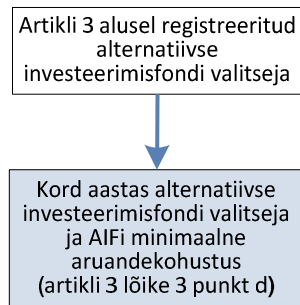 Artikli 3 alusel registreeritud
alternatiivse
investeerimisfondi valitseja
Kord aastas alternatiivse
investeerimisfondi valitseja
ja AIFi minimaalne
aruandekohustus
(artikli 3 lõike 3 punkt d)